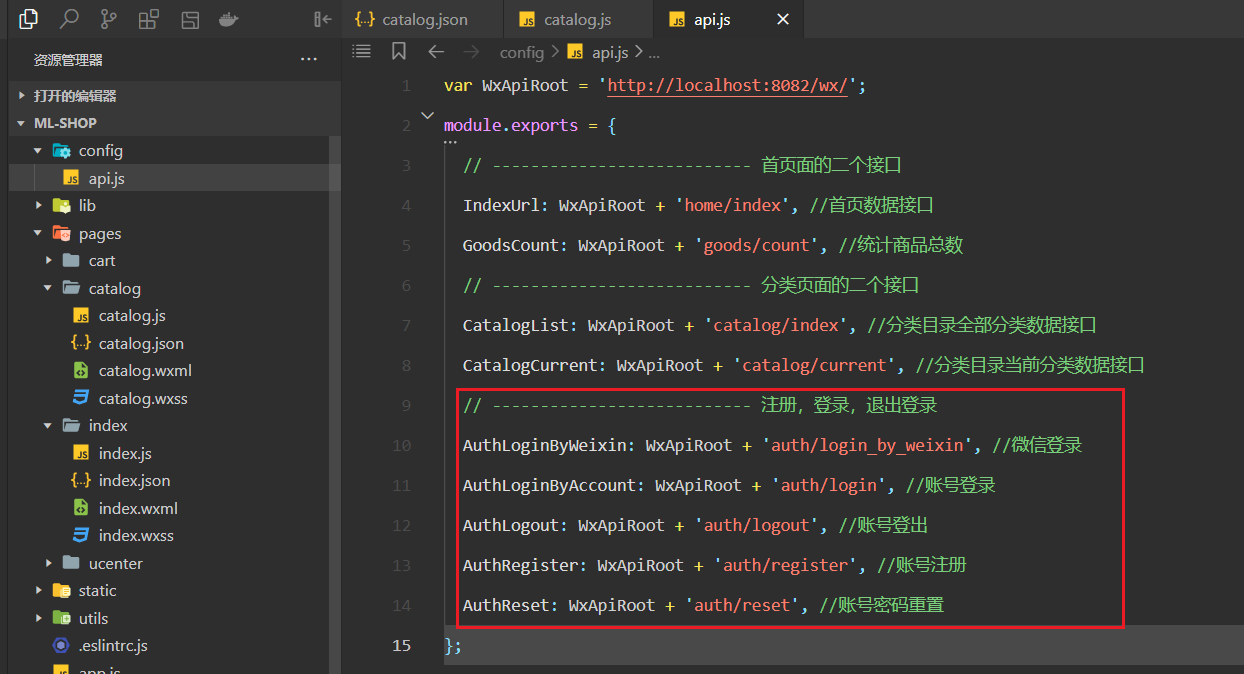 catalog.json
catalog.js
api.js
资源管理器
打开的编辑器
ML-SHOP
config
api.js
lib
pages
cart
catalog
catalog.js
catalog.json
catalog.wxml
catalog.wxss
index
index.js
index.json
index.wxml
index.wxss
ucenter
static
utils
.eslintrc.js
app.js
config > api.js > ...
1 var WxApiRoot = 'http://localhost:8082/wx/';
2 module.exports = {
3 // --------------------------- 首页面的二个接口
4 IndexUrl: WxApiRoot + 'home/index', //首页数据接口
5 GoodsCount: WxApiRoot + 'goods/count', //统计商品总数
6 // --------------------------- 分类页面的二个接口
7 CatalogList: WxApiRoot + 'catalog/index', //分类目录全部分类数据接口
8 CatalogCurrent: WxApiRoot + 'catalog/current', //分类目录当前分类数据接口
9 // --------------------------- 注册，登录，退出登录
10 AuthLoginByWeixin: WxApiRoot + 'auth/login_by_weixin', //微信登录
11 AuthLoginByAccount: WxApiRoot + 'auth/login', //账号登录
12 AuthLogout: WxApiRoot + 'auth/logout', //账号登出
13 AuthRegister: WxApiRoot + 'auth/register', //账号注册
14 AuthReset: WxApiRoot + 'auth/reset', //账号密码重置
15 };